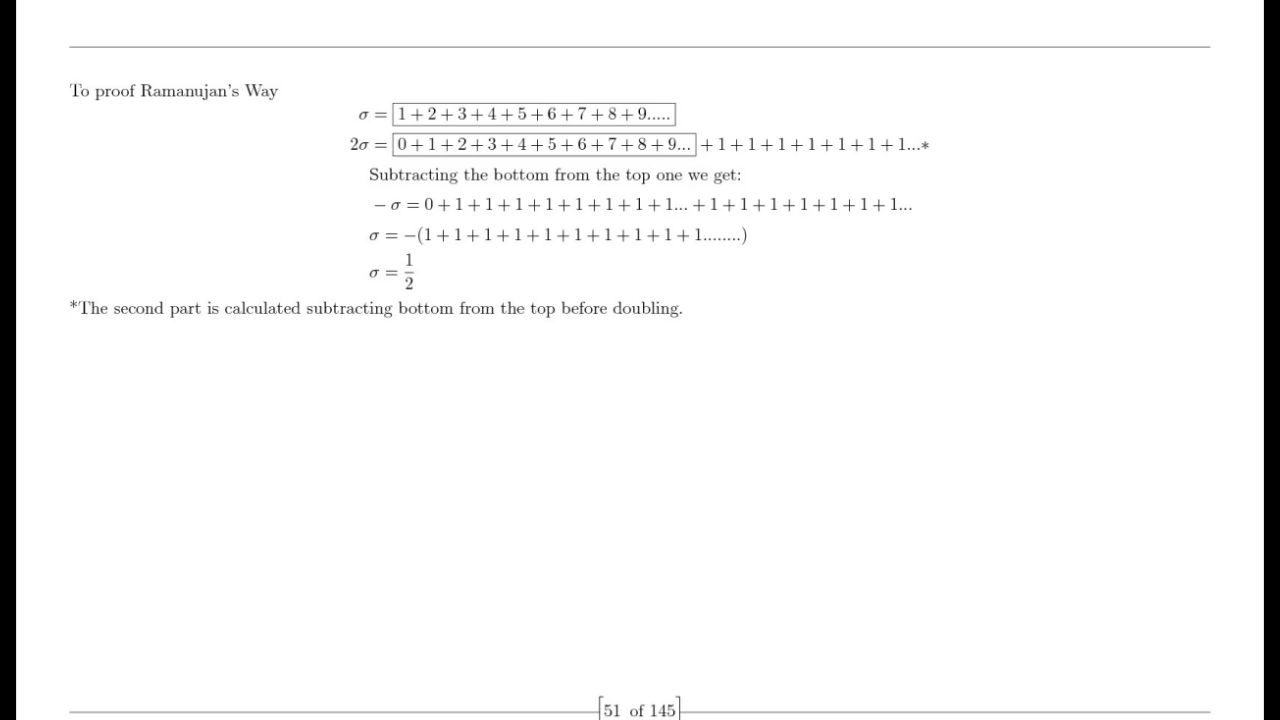 To proof Ramanujan's Way
σ = 1 + 2 + 3 + 4 + 5 + 6 + 7 + 8 + 9.....
2σ = 0 + 1 + 2 + 3 + 4 + 5 + 6 + 7 + 8 + 9... + 1 + 1 + 1 + 1 + 1 + 1 + 1...*
Subtracting the bottom from the top one we get:
− σ = 0 + 1 + 1 + 1 + 1 + 1 + 1 + 1 + 1... + 1 + 1 + 1 + 1 + 1 + 1 + 1...
σ = −(1 + 1 + 1 + 1 + 1 + 1 + 1 + 1 + 1 + 1........)
σ = 1/2
*The second part is calculated subtracting bottom from the top before doubling.
51 of 145